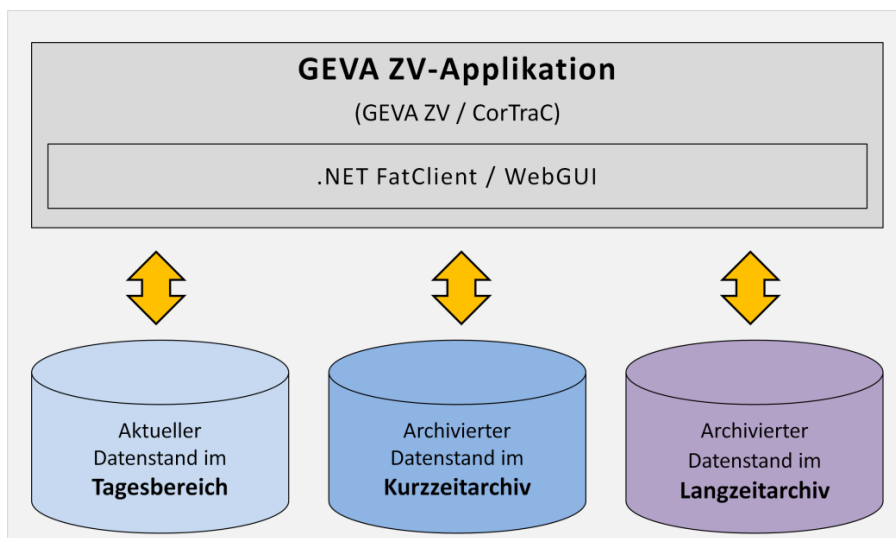 GEVA ZV-Applikation
(GEVA ZV / CorTraC)
.NET FatClient / WebGUI
Aktueller
Datenstand im
Tagesbereich
Archivierter
Datenstand im
Kurzzeitarchiv
Archivierter
Datenstand im
Langzeitarchiv